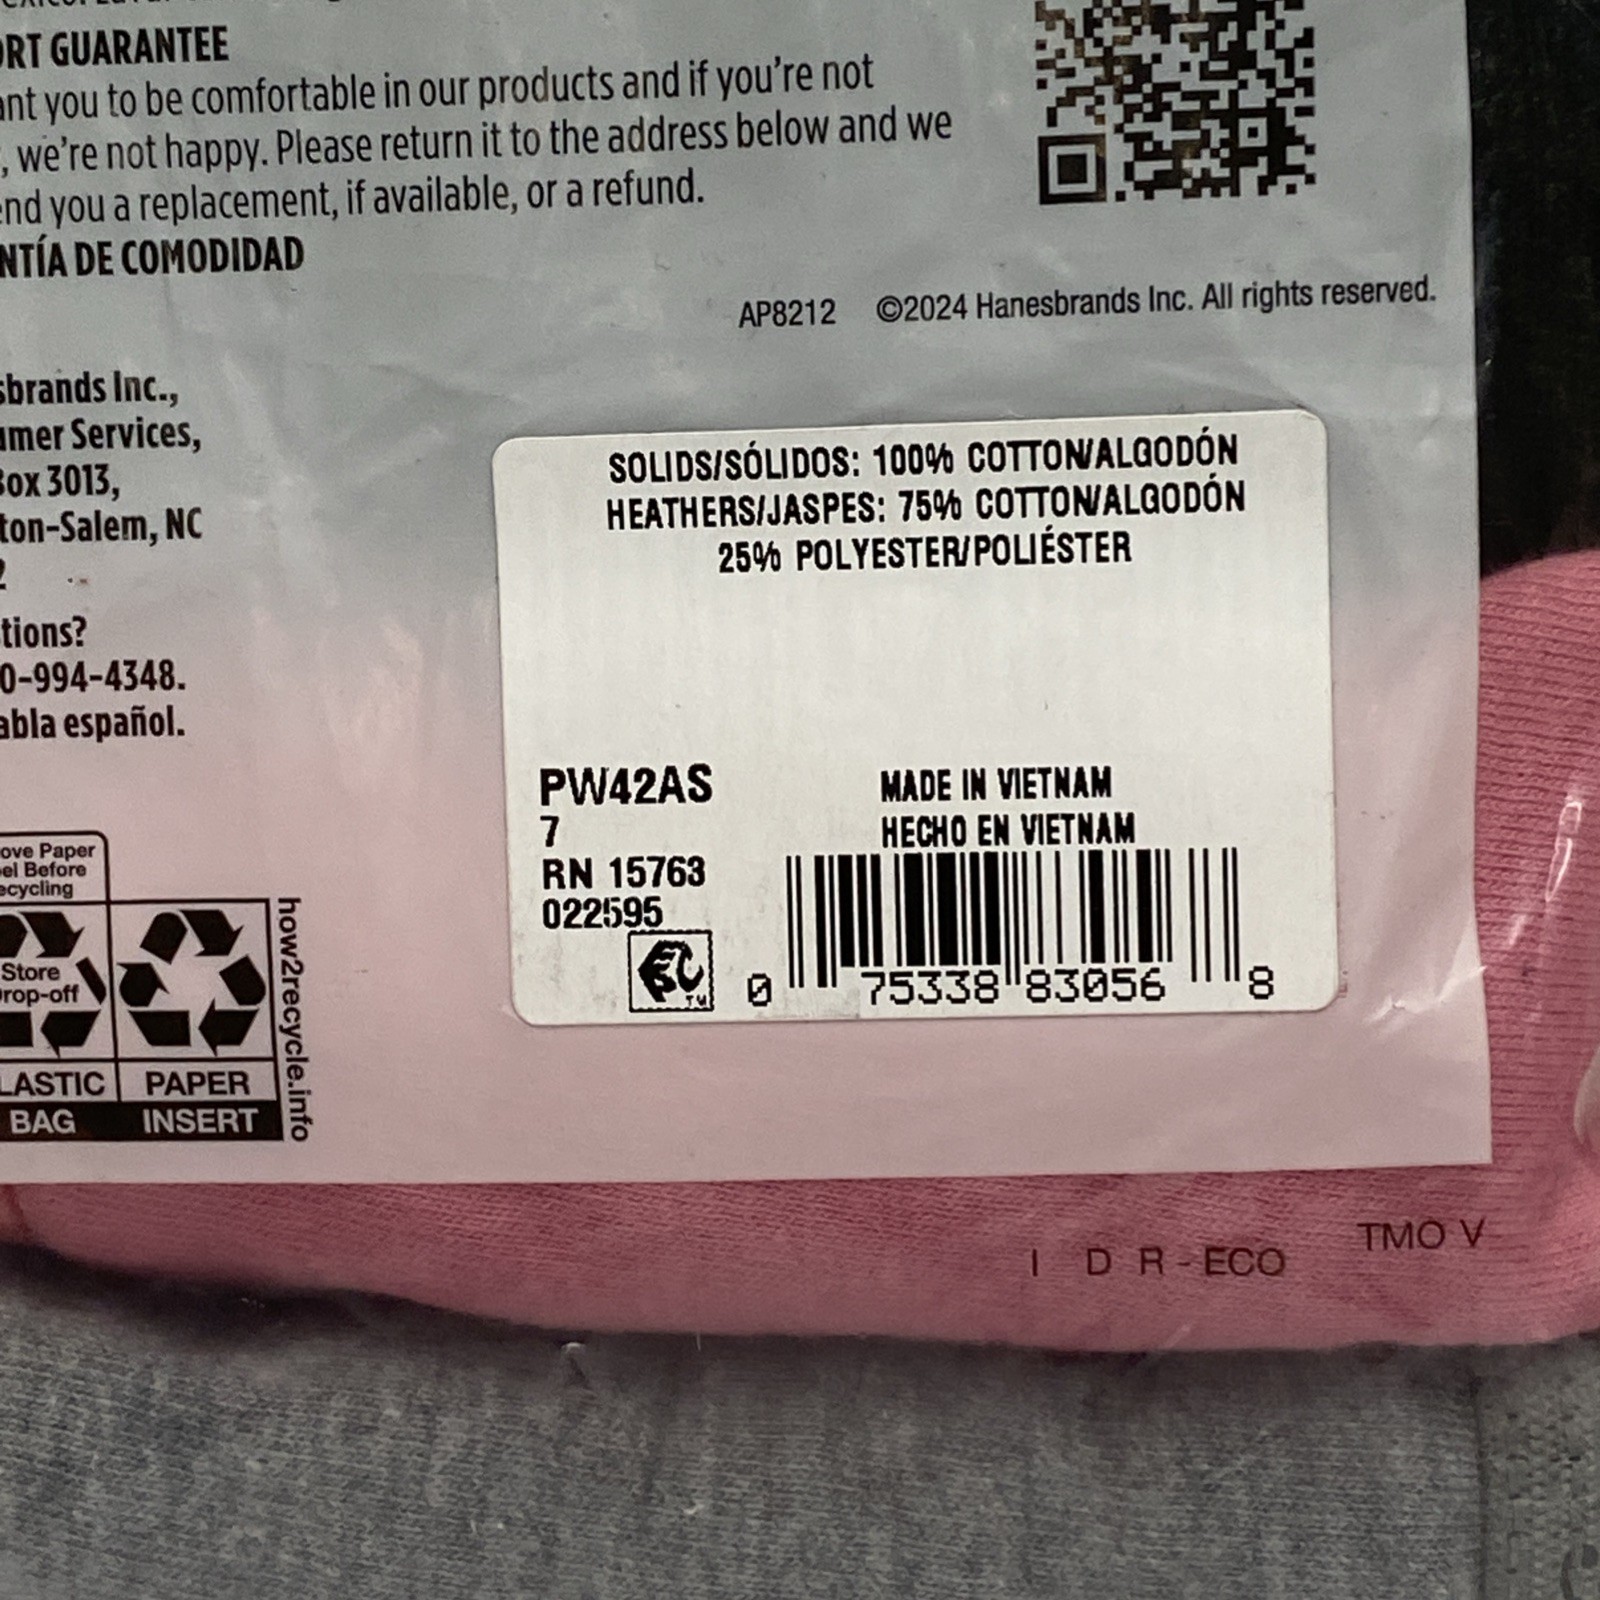 ORT GUARANTEE
ant you to be comfortable in our products and if you're not
, we're not happy. Please return it to the address below and we
end you a replacement, if available, or a refund.
NTÍA DE COMODIDAD
AP8212 ©2024 Hanesbrands Inc. All rights reserved.
sbrands Inc.,
umer Services,
Box 3013,
ton-Salem, NC
2
tions?
0-994-4348.
abla español.
SOLIDS/SÓLIDOS: 100% COTTON/ALGODÓN
HEATHERS/JASPES: 75% COTTON/ALGODÓN
25% POLYESTER/POLIÉSTER
PW42AS
7
RN 15763
022595
MADE IN VIETNAM
HECHO EN VIETNAM
0 75338 83056 8
ove Paper
el Before
ecycling
Store
Drop-off
LASTIC
BAG
PAPER
INSERT
how2recycle.info
I D R-ECO
TMO V